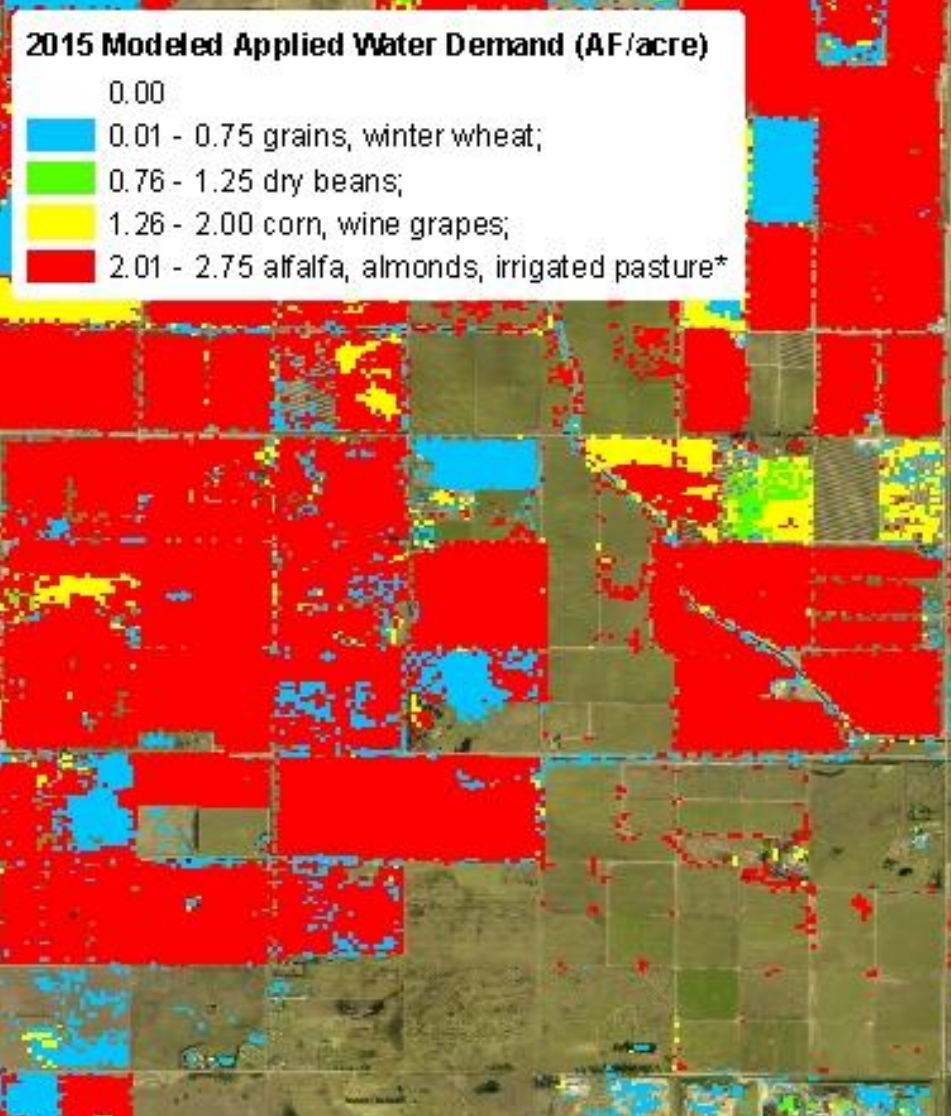 2015 Modeled Applied Water Demand (AF/acre)
0.00
0.01 - 0.75 grains, winter wheat;
0.76 - 1.25 dry beans;
1.26 - 2.00 corn, wine grapes;
2.01 - 2.75 alfalfa, almonds, irrigated pasture*